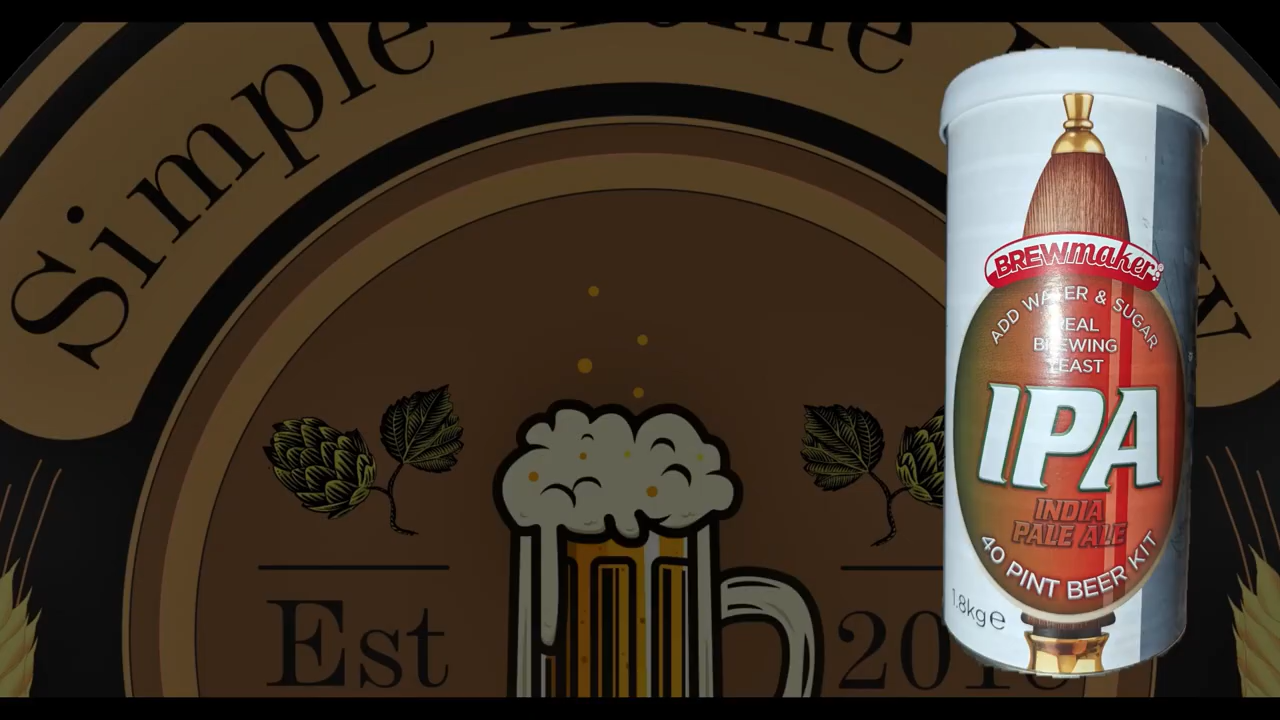 Simple Home
Est
BREWmaker
ADD WATER & SUGAR
REAL
BREWING
YEAST
IPA
INDIA
PALE ALE
40 PINT BEER KIT
1.8kg e